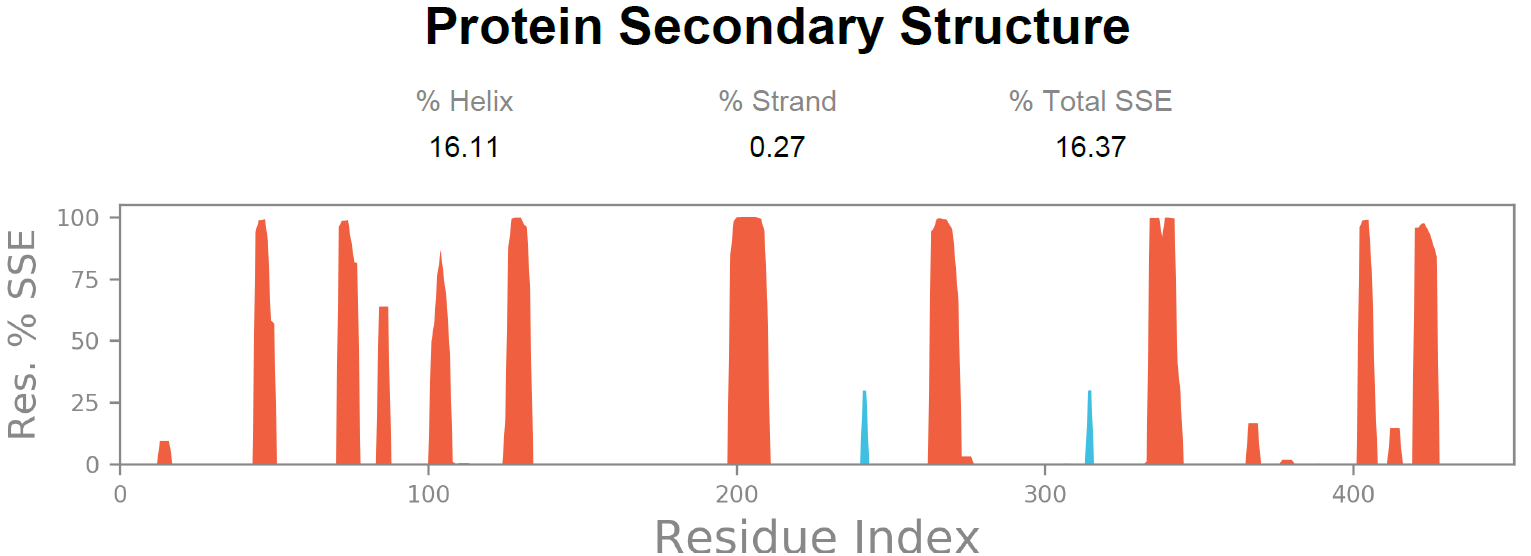 Protein Secondary Structure
% Helix % Strand % Total SSE
16.11 0.27 16.37
Res. % SSE
100
75
50
25
0
0 100 200 300 400
Residue Index